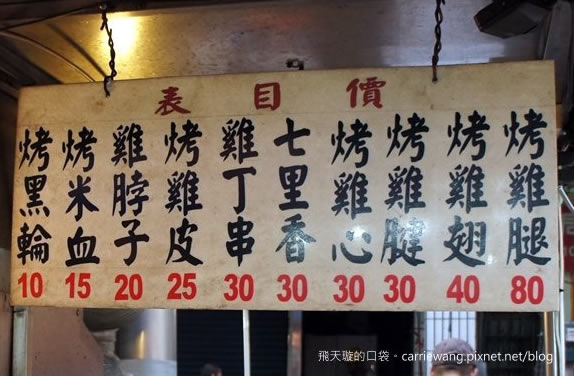 價目表
烤雞腿 80
烤雞翅 40
烤雞腱 30
烤雞心 30
七里香 30
雞丁串 30
烤雞皮 25
雞脖子 20
烤米血 15
烤黑輪 10
飛天璇的口袋。carriewang.pixnet.net/blog